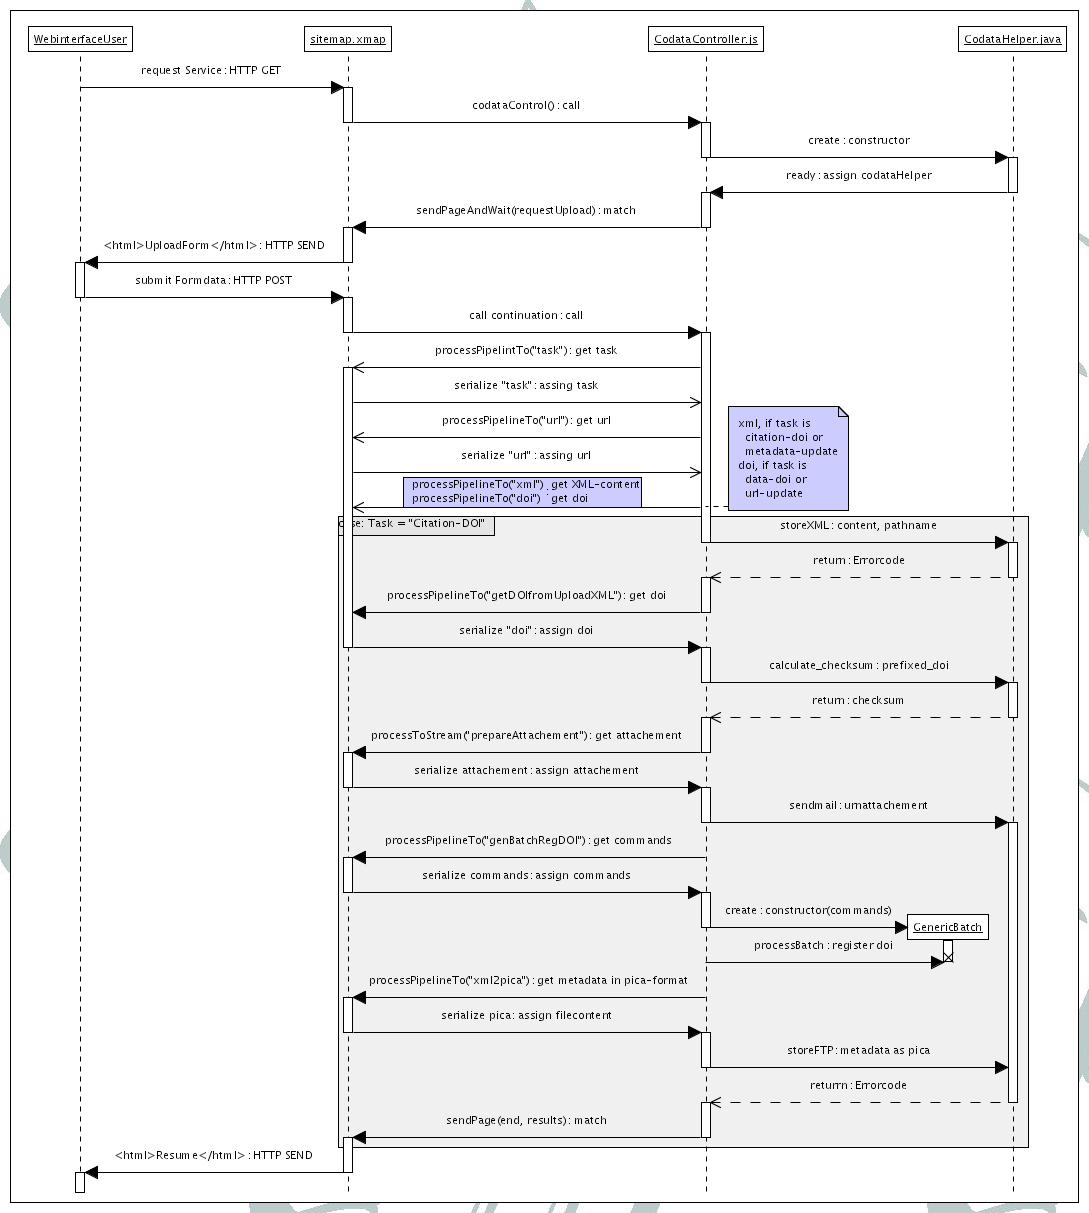 WebinterfaceUser
sitemap.xmap
CodataController.js
CodataHelper.java
request Service : HTTP GET
codataControl() : call
create : constructor
ready : assign codataHelper
sendPageAndWait(requestUpload) : match
<html>UploadForm</html> : HTTP SEND
submit Formdata : HTTP POST
call continuation : call
processPipelintTo("task") : get task
serialize "task" : assing task
processPipelineTo("url") : get url
serialize "url" : assing url
xml, if task is
citation-doi or
metadata-update
doi, if task is
data-doi or
url-update
processPipelineTo("xml") : get XML-content
processPipelineTo("doi") : get doi
se: Task = "Citation-DOI"
storeXML : content, pathname
return : Errorcode
processPipelineTo("getDOIfromUploadXML") : get doi
serialize "doi" : assign doi
calculate_checksum : prefixed_doi
return : checksum
processToStream("prepareAttachement") : get attachement
serialize attachement : assign attachement
sendmail : urnattachement
processPipelineTo("genBatchRegDOI") : get commands
serialize commands : assign commands
create : constructor(commands)
GenericBatch
processBatch : register doi
processPipelineTo("xml2pica") : get metadata in pica-format
serialize pica : assign filecontent
storeFTP : metadata as pica
returrn : Errorcode
sendPage(end, results) : match
<html>Resume</html> : HTTP SEND